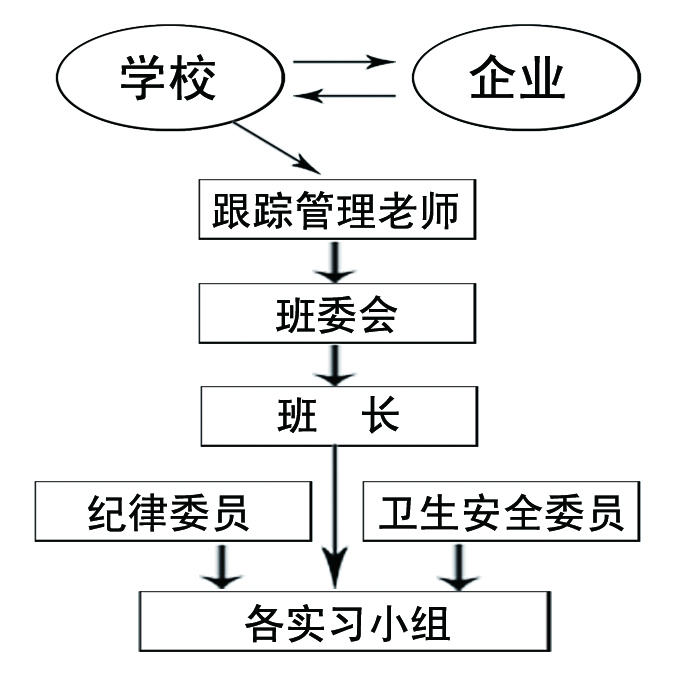 学校 企业
跟踪管理老师
班委会
班 长
纪律委员 卫生安全委员
各实习小组